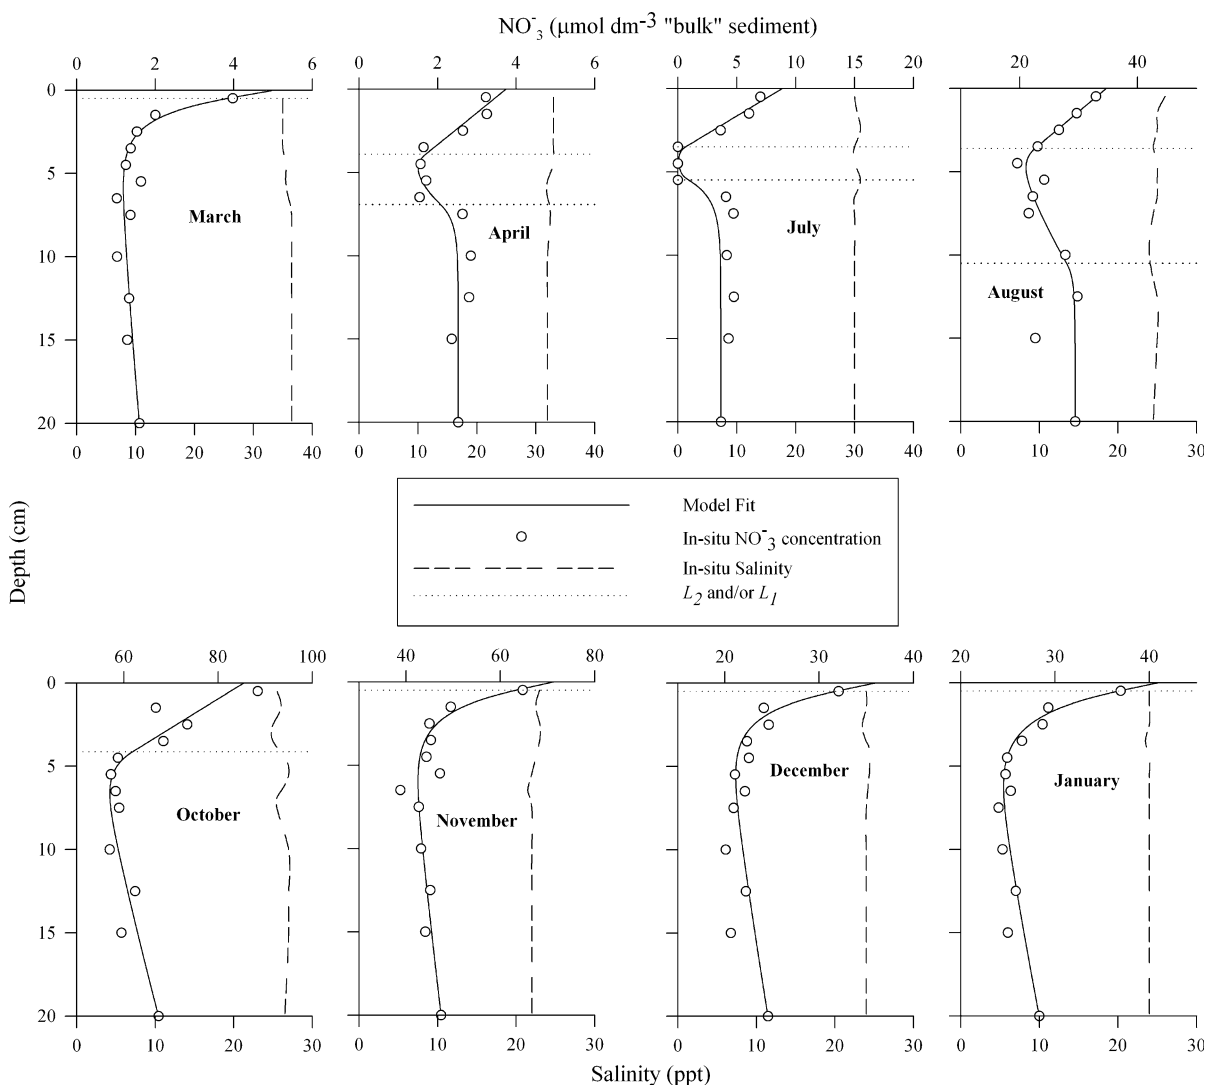 NO⁻₃ (μmol dm⁻³ "bulk" sediment)
0 2 4 6
0 2 4 6
0 5 10 15 20
20 40
0
5
10
15
20
March
April
July
August
0 10 20 30 40
0 10 20 30 40
0 10 20 30 40
0 10 20 30
Depth (cm)
Model Fit
In-situ NO⁻₃ concentration
In-situ Salinity
L₂ and/or L₁
60 80 100
40 60 80
20 30 40
20 30 40
0
5
10
15
20
October
November
December
January
0 10 20 30
0 10 20 30
0 10 20 30
0 10 20 30
Salinity (ppt)